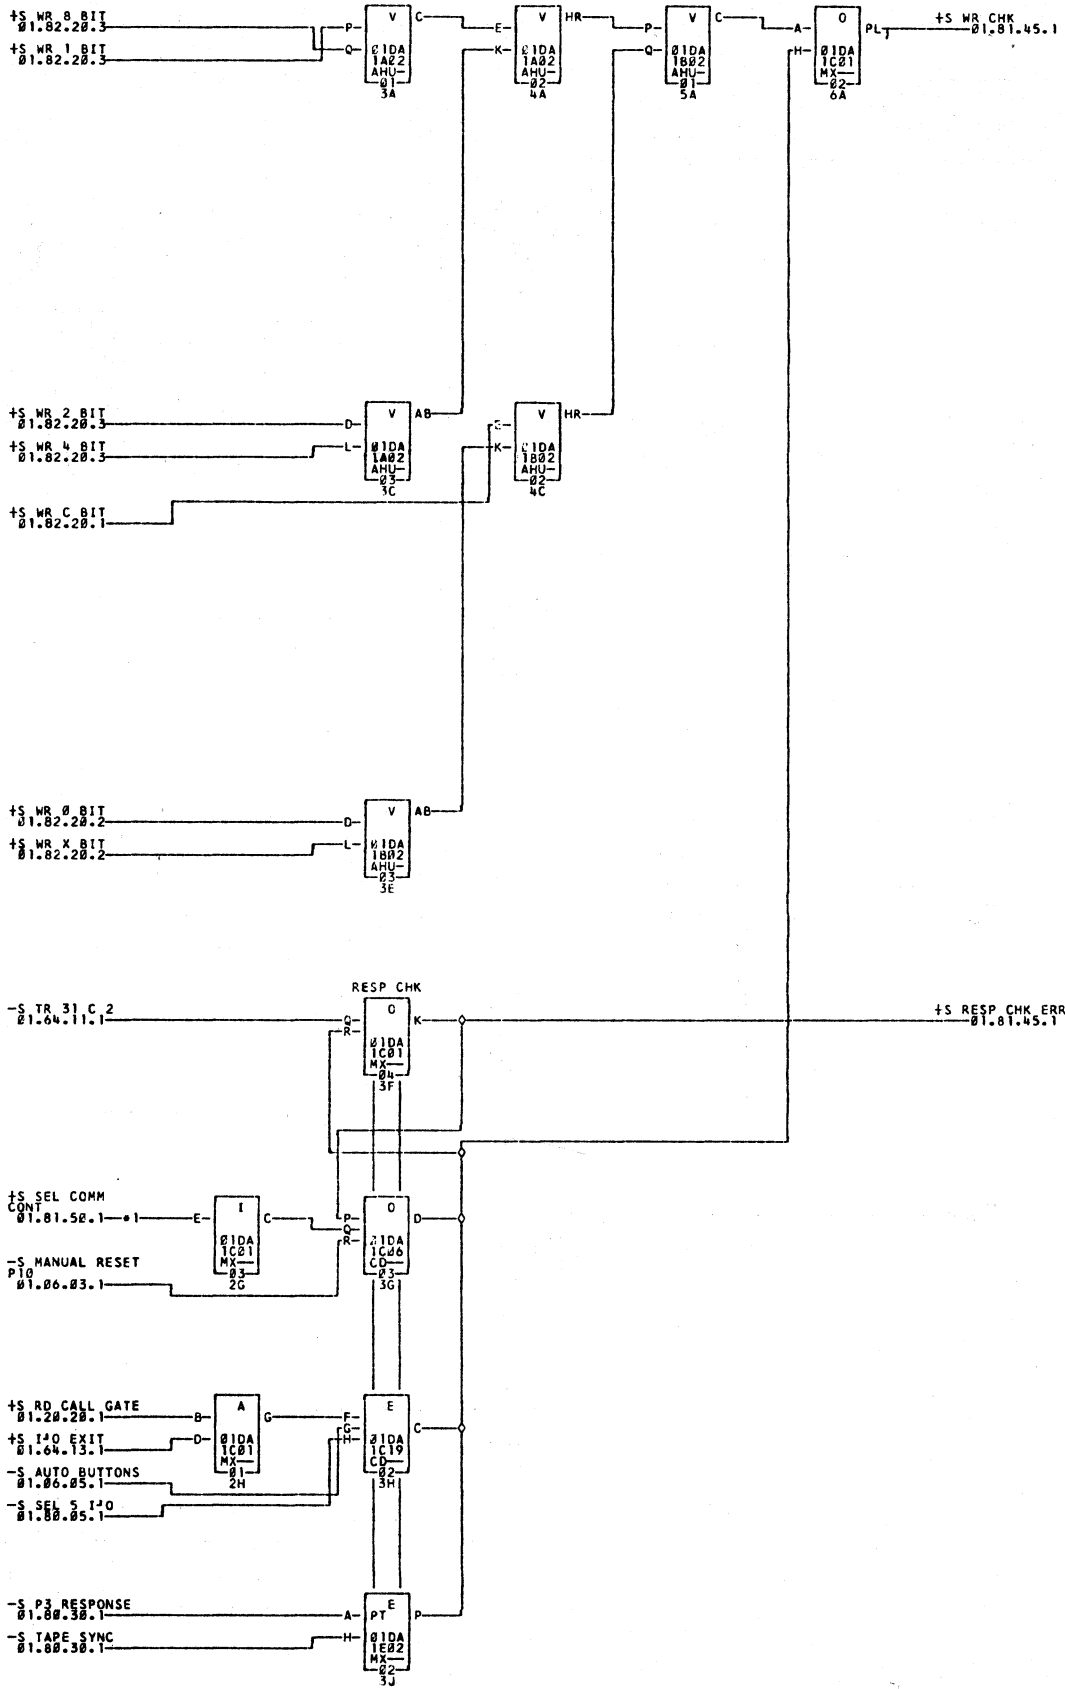 +S WR 8 BIT
01.82.20.3
+S WR 1 BIT
01.82.20.3
P
Q
V
01DA
1A02
AHU-
01
3A
C
E
K
V
01DA
1A02
AHU-
02
4A
HR
P
Q
V
01DA
1B02
AHU-
01
5A
C
A
H
O
01DA
1C01
MX-
02
6A
PL
+S WR CHK
01.81.45.1
+S WR 2 BIT
01.82.20.3
+S WR 4 BIT
01.82.20.3
+S WR C BIT
01.82.20.1
D
L
V
01DA
1A02
AHU-
03
3C
AB
K
V
01DA
1B02
AHU-
02
4C
HR
+S WR 0 BIT
01.82.20.2
+S WR X BIT
01.82.20.2
D
L
V
01DA
1B02
AHU-
03
3E
AB
RESP CHK
-S TR 31 C 2
01.64.11.1
Q
R
O
01DA
1C01
MX-
04
3F
K
+S RESP CHK ERR
01.81.45.1
+S SEL COMM
CONT
01.81.50.1-*1
E
I
01DA
1C01
MX-
03
2G
C
-S MANUAL RESET
P10
01.06.03.1
P
Q
R
O
01DA
1C06
CD-
03
3G
D
+S RD CALL GATE
01.20.20.1
+S I-O EXIT
01.64.13.1
-S AUTO BUTTONS
01.06.05.1
-S SEL 5 I-O
01.80.05.1
B
D
A
01DA
1C01
MX-
01
2H
G
F
G
H
E
01DA
1C19
CD-
02
3H
C
-S P3 RESPONSE
01.80.30.1
-S TAPE SYNC
01.80.30.1
A
H
E
PT
01DA
1E02
MX-
02
3J
P